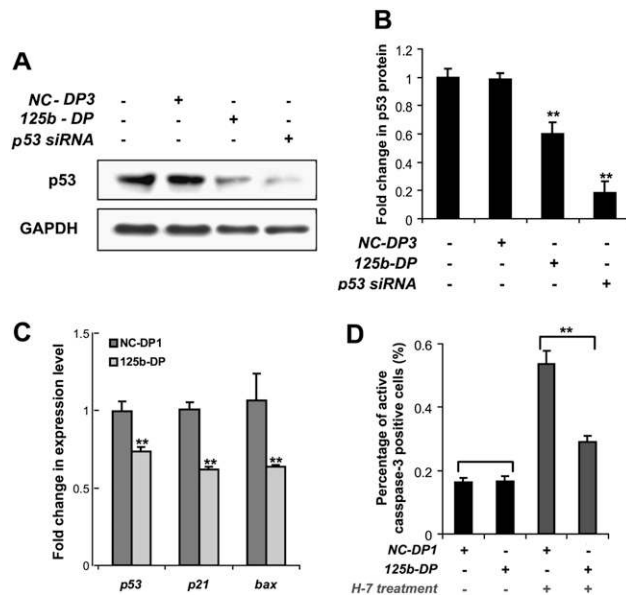 A
NC - DP3 - + - -
125b - DP - - + -
p53 siRNA - - - +
p53
GAPDH
B
Fold change in p53 protein
1.2
1
0.8
0.6
0.4
0.2
0
**
**
NC-DP3 - + - -
125b-DP - - + -
p53 siRNA - - - +
C
Fold change in expression level
1.5
1
0.5
0
NC-DP1
125b-DP
**
**
**
p53 p21 bax
D
Percentage of active
casspase-3 positive cells (%)
0.6
0.4
0.2
0
**
NC-DP1 + - + -
125b-DP - + - +
H-7 treatment - - + +